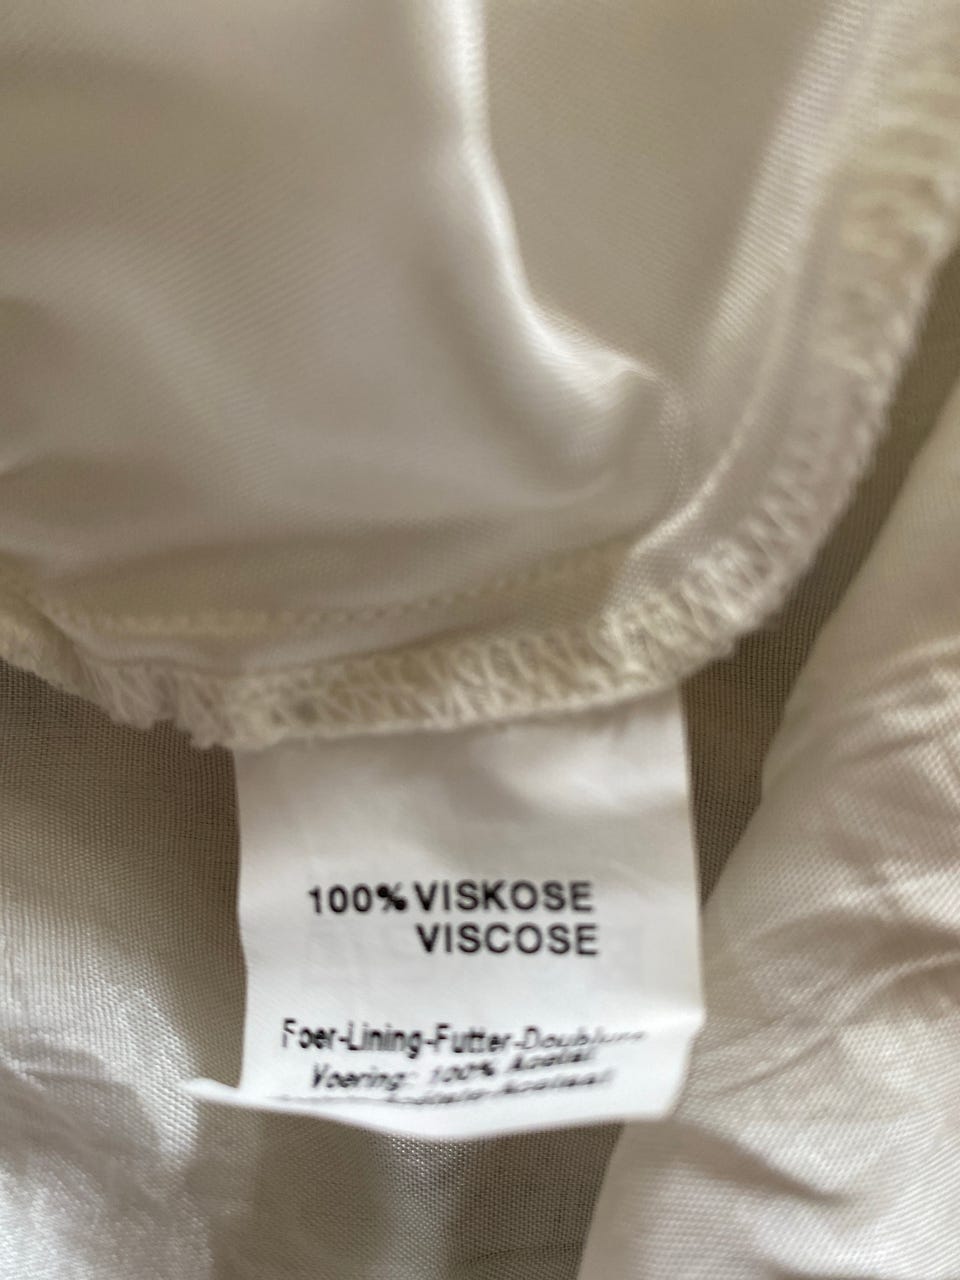 100% VISKOSE
VISCOSE
Foer-Lining-Futter-Doublure
Voering: 100% Acetat